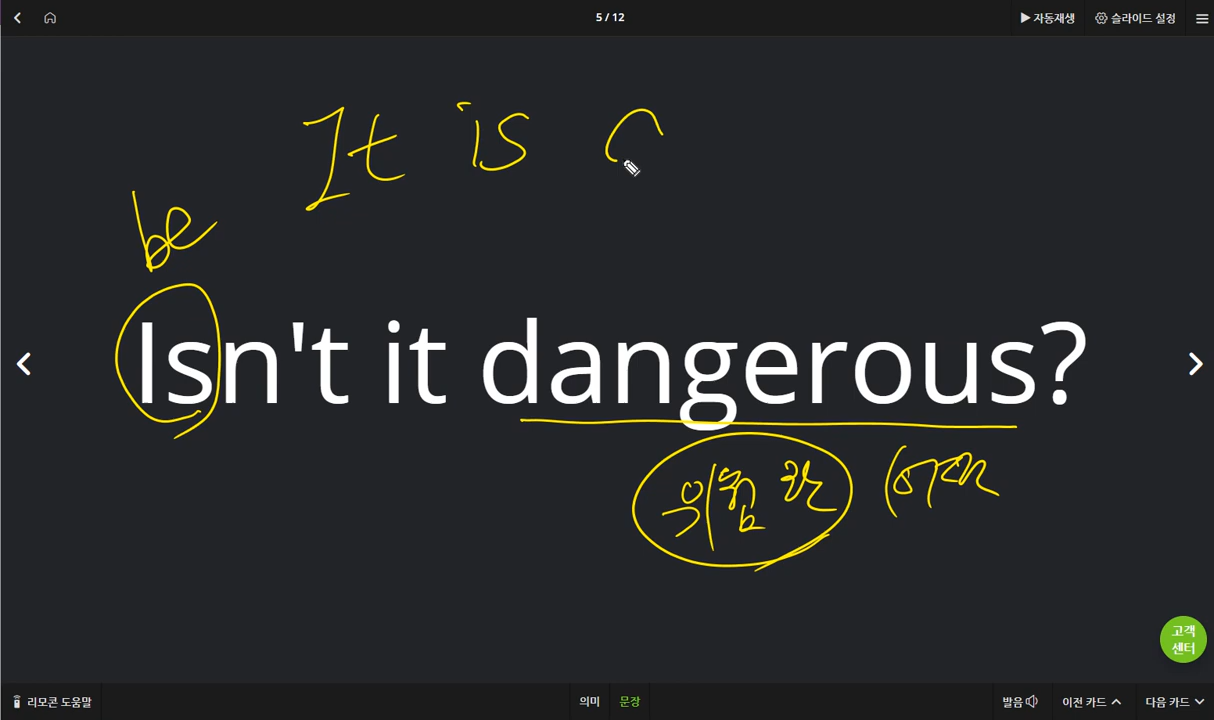 5 / 12
자동재생
슬라이드 설정
It is
be
Isn't it dangerous?
위험한
고객
센터
리모콘 도움말
의미
문장
발음
이전 카드
다음 카드